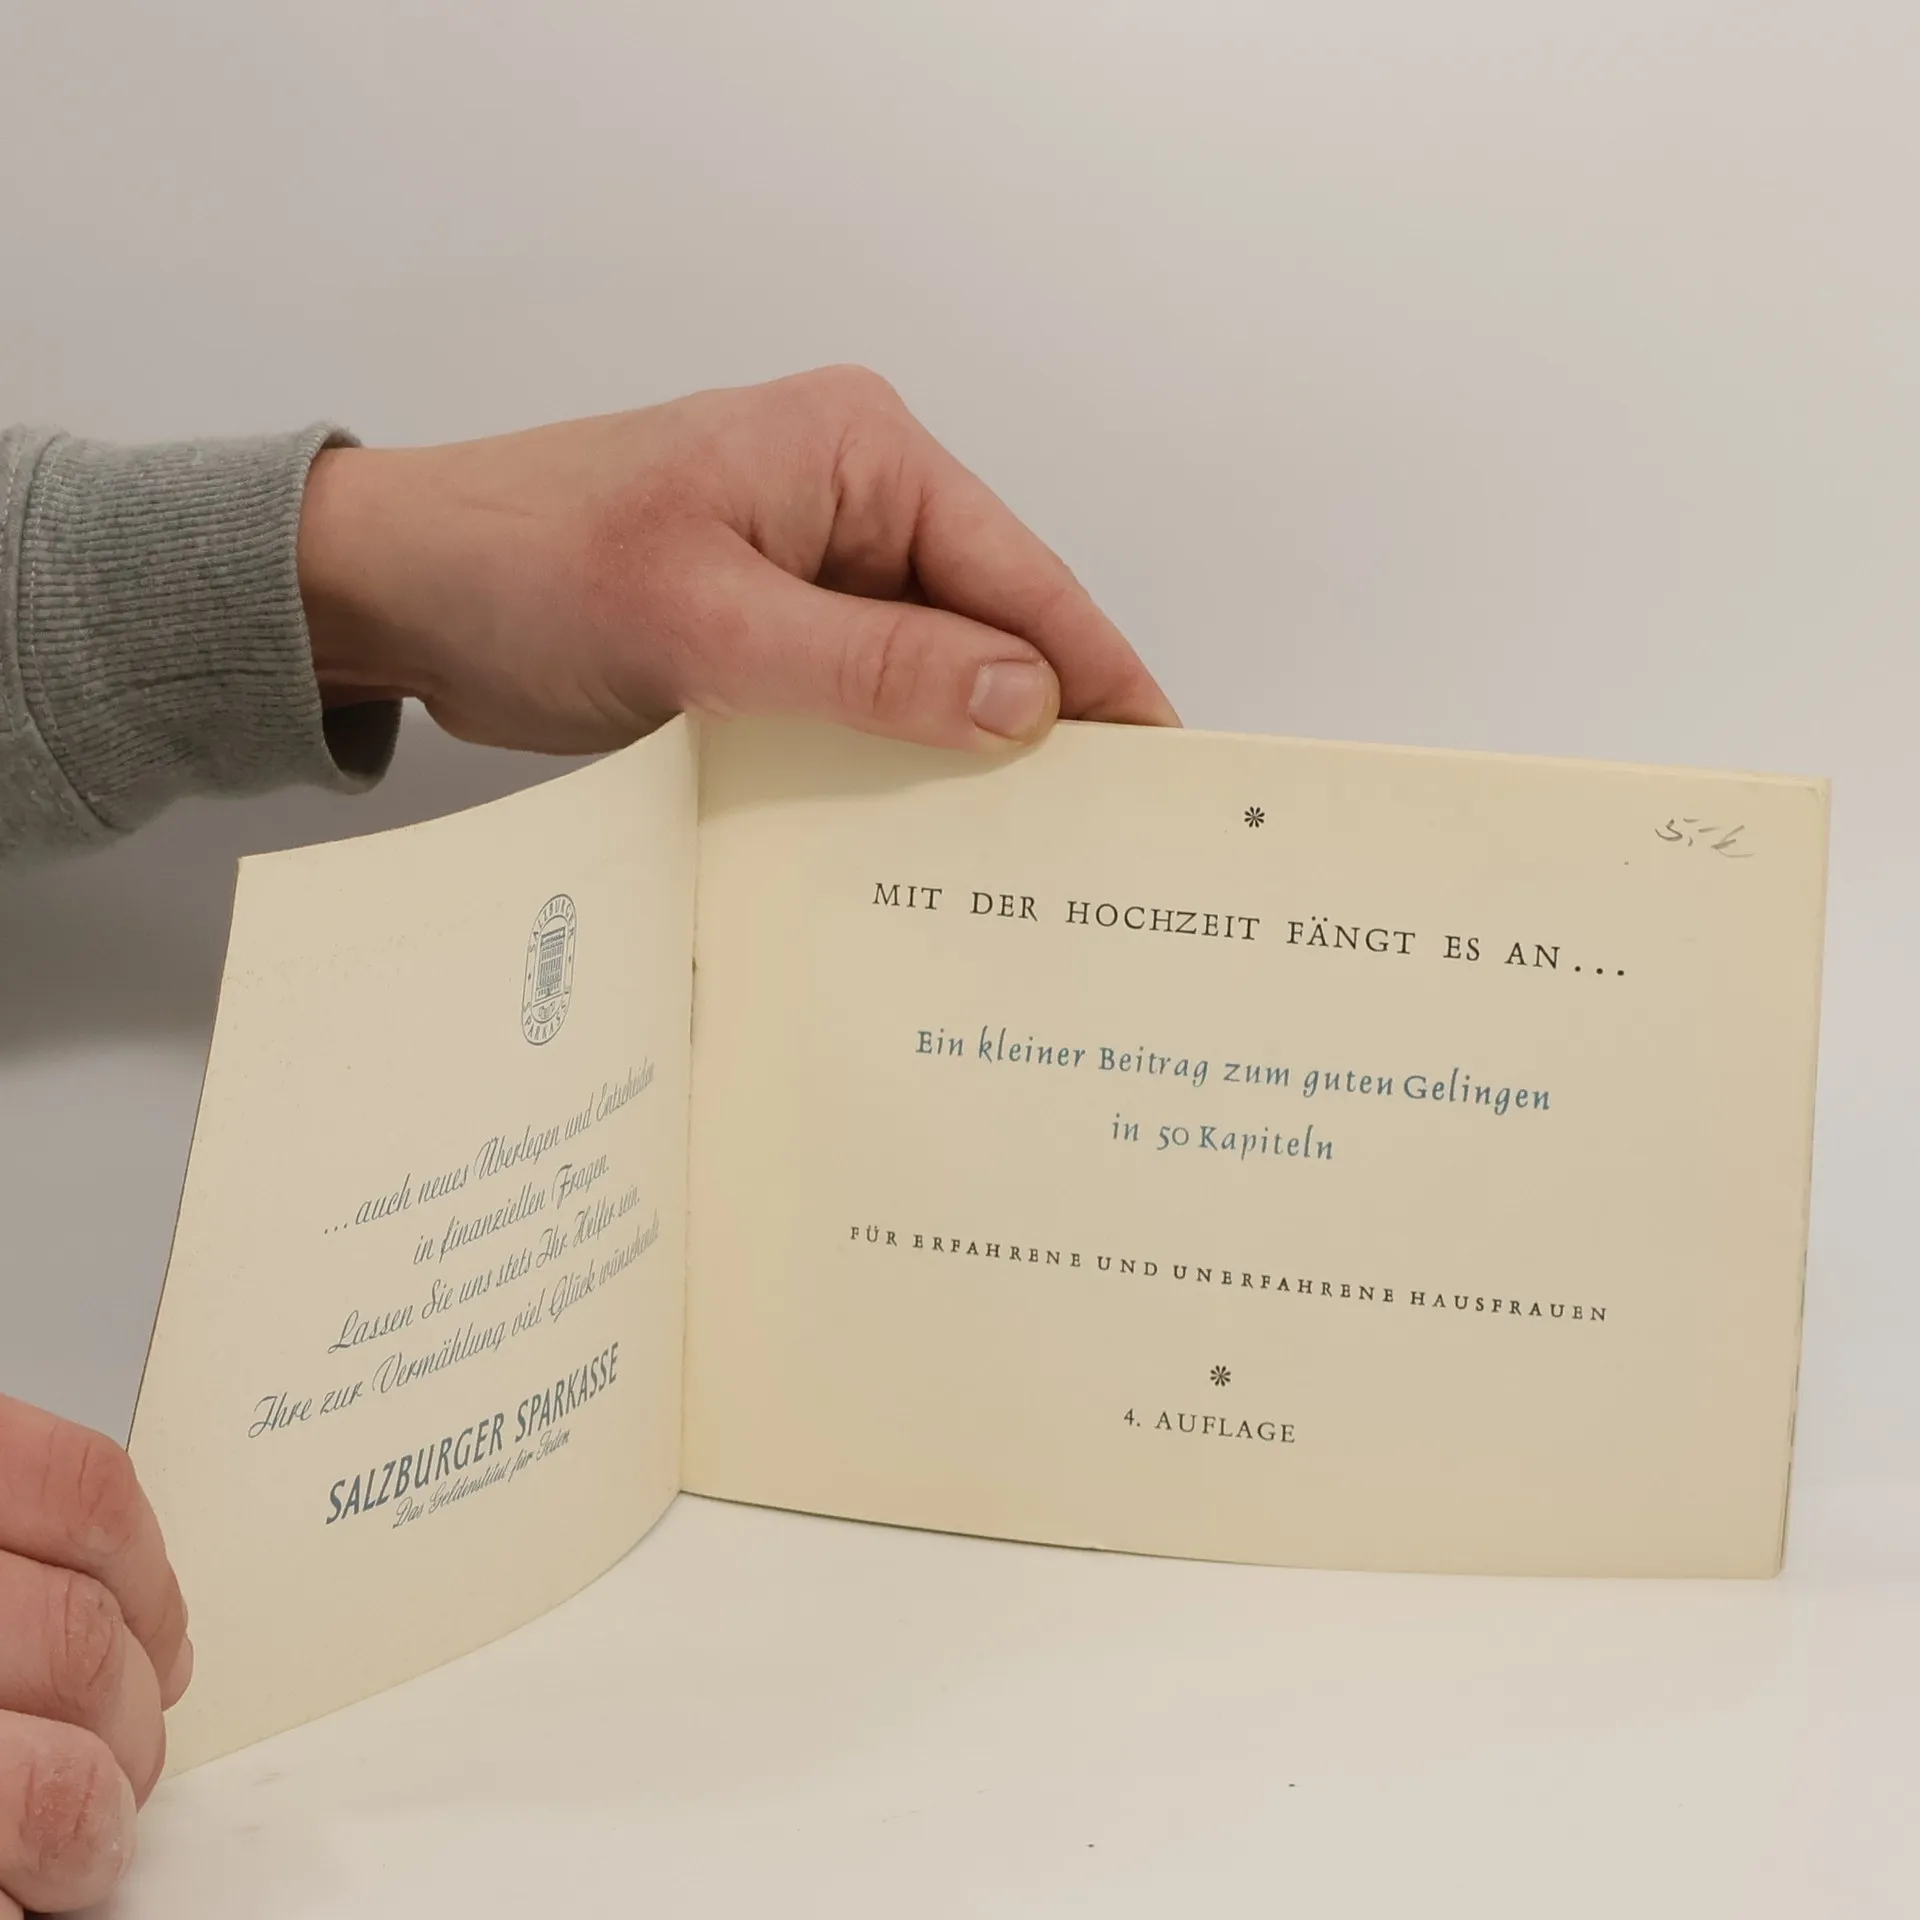 SALZBURGER
SPARKASSE
...auch neues Überlegen und Entscheiden
in finanziellen Fragen.
Lassen Sie uns stets Ihr Helfer sein.
Ihre zur Vermählung viel Glück wünschende
SALZBURGER SPARKASSE
Das Geldinstitut für Jeden
MIT DER HOCHZEIT FÄNGT ES AN...
Ein kleiner Beitrag zum guten Gelingen
in 50 Kapiteln
FÜR ERFAHRENE UND UNERFAHRENE HAUSFRAUEN
4. AUFLAGE